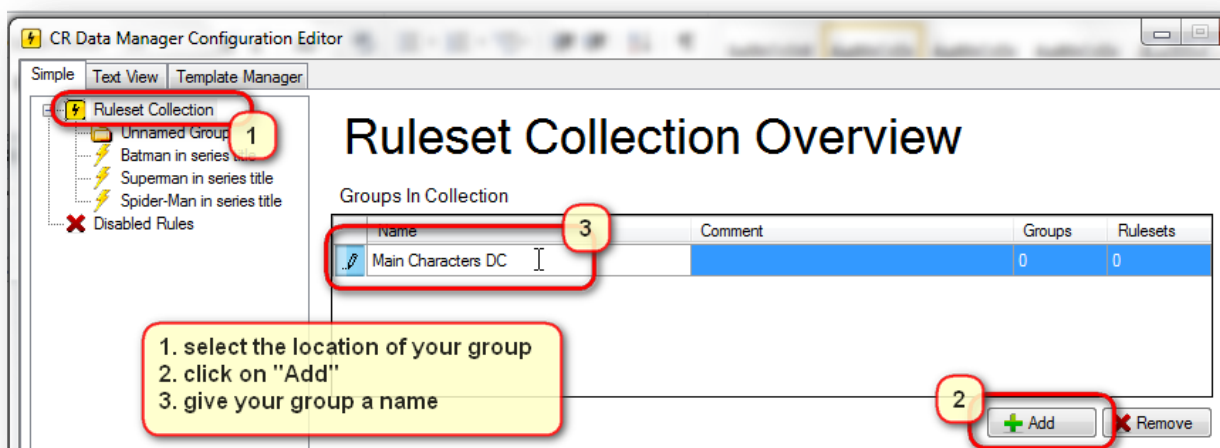 CR Data Manager Configuration Editor
Simple Text View Template Manager
Ruleset Collection
Unnamed Group
1
Batman in series title
Superman in series title
Spider-Man in series title
Disabled Rules
Ruleset Collection Overview
Groups In Collection
3
Name Comment Groups Rulesets
Main Characters DC 0 0
1. select the location of your group
2. click on "Add"
3. give your group a name
2
Add Remove